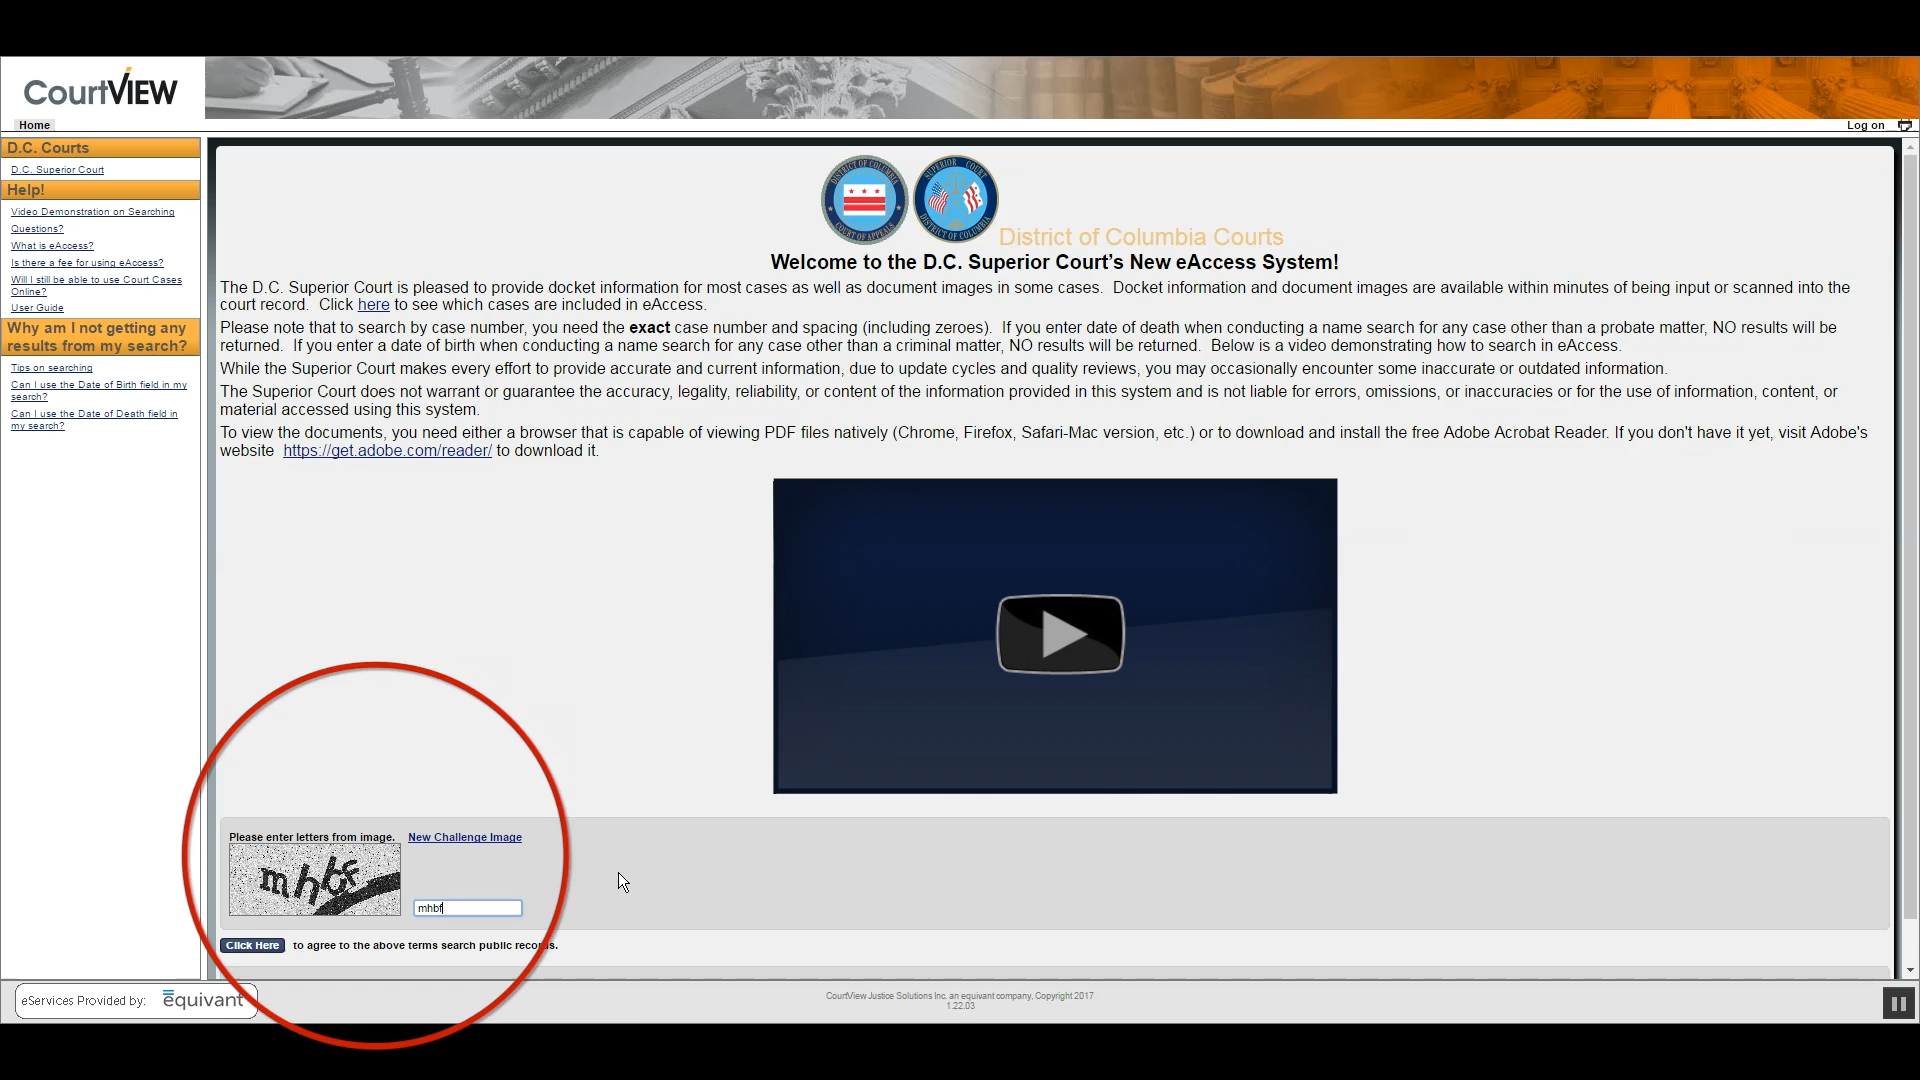 CourtVIEW
Home
Log on
D.C. Courts
D.C. Superior Court
Help!
Video Demonstration on Searching
Questions?
What is eAccess?
Is there a fee for using eAccess?
Will I still be able to use Court Cases
Online?
User Guide
Why am I not getting any
results from my search?
Tips on searching
Can I use the Date of Birth field in my
search?
Can I use the Date of Death field in
my search?
DISTRICT OF COLUMBIA
COURT OF APPEALS
SUPERIOR COURT
DISTRICT OF COLUMBIA
District of Columbia Courts
Welcome to the D.C. Superior Court’s New eAccess System!
The D.C. Superior Court is pleased to provide docket information for most cases as well as document images in some cases. Docket information and document images are available within minutes of being input or scanned into the
court record. Click here to see which cases are included in eAccess.
Please note that to search by case number, you need the exact case number and spacing (including zeroes). If you enter date of death when conducting a name search for any case other than a probate matter, NO results will be
returned. If you enter a date of birth when conducting a name search for any case other than a criminal matter, NO results will be returned. Below is a video demonstrating how to search in eAccess.
While the Superior Court makes every effort to provide accurate and current information, due to update cycles and quality reviews, you may occasionally encounter some inaccurate or outdated information.
The Superior Court does not warrant or guarantee the accuracy, legality, reliability, or content of the information provided in this system and is not liable for errors, omissions, or inaccuracies or for the use of information, content, or
material accessed using this system.
To view the documents, you need either a browser that is capable of viewing PDF files natively (Chrome, Firefox, Safari-Mac version, etc.) or to download and install the free Adobe Acrobat Reader. If you don't have it yet, visit Adobe's
website https://get.adobe.com/reader/ to download it.
Please enter letters from image. New Challenge Image
mhbf
mhbf
Click Here to agree to the above terms search public records.
eServices Provided by: equivant
CourtView Justice Solutions Inc. an equivant company, Copyright 2017
1.22.03